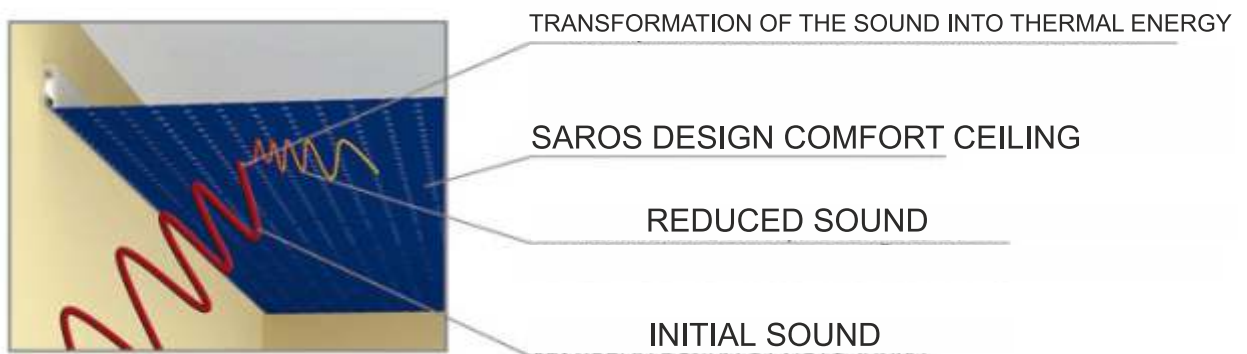 TRANSFORMATION OF THE SOUND INTO THERMAL ENERGY
SAROS DESIGN COMFORT CEILING
REDUCED SOUND
INITIAL SOUND